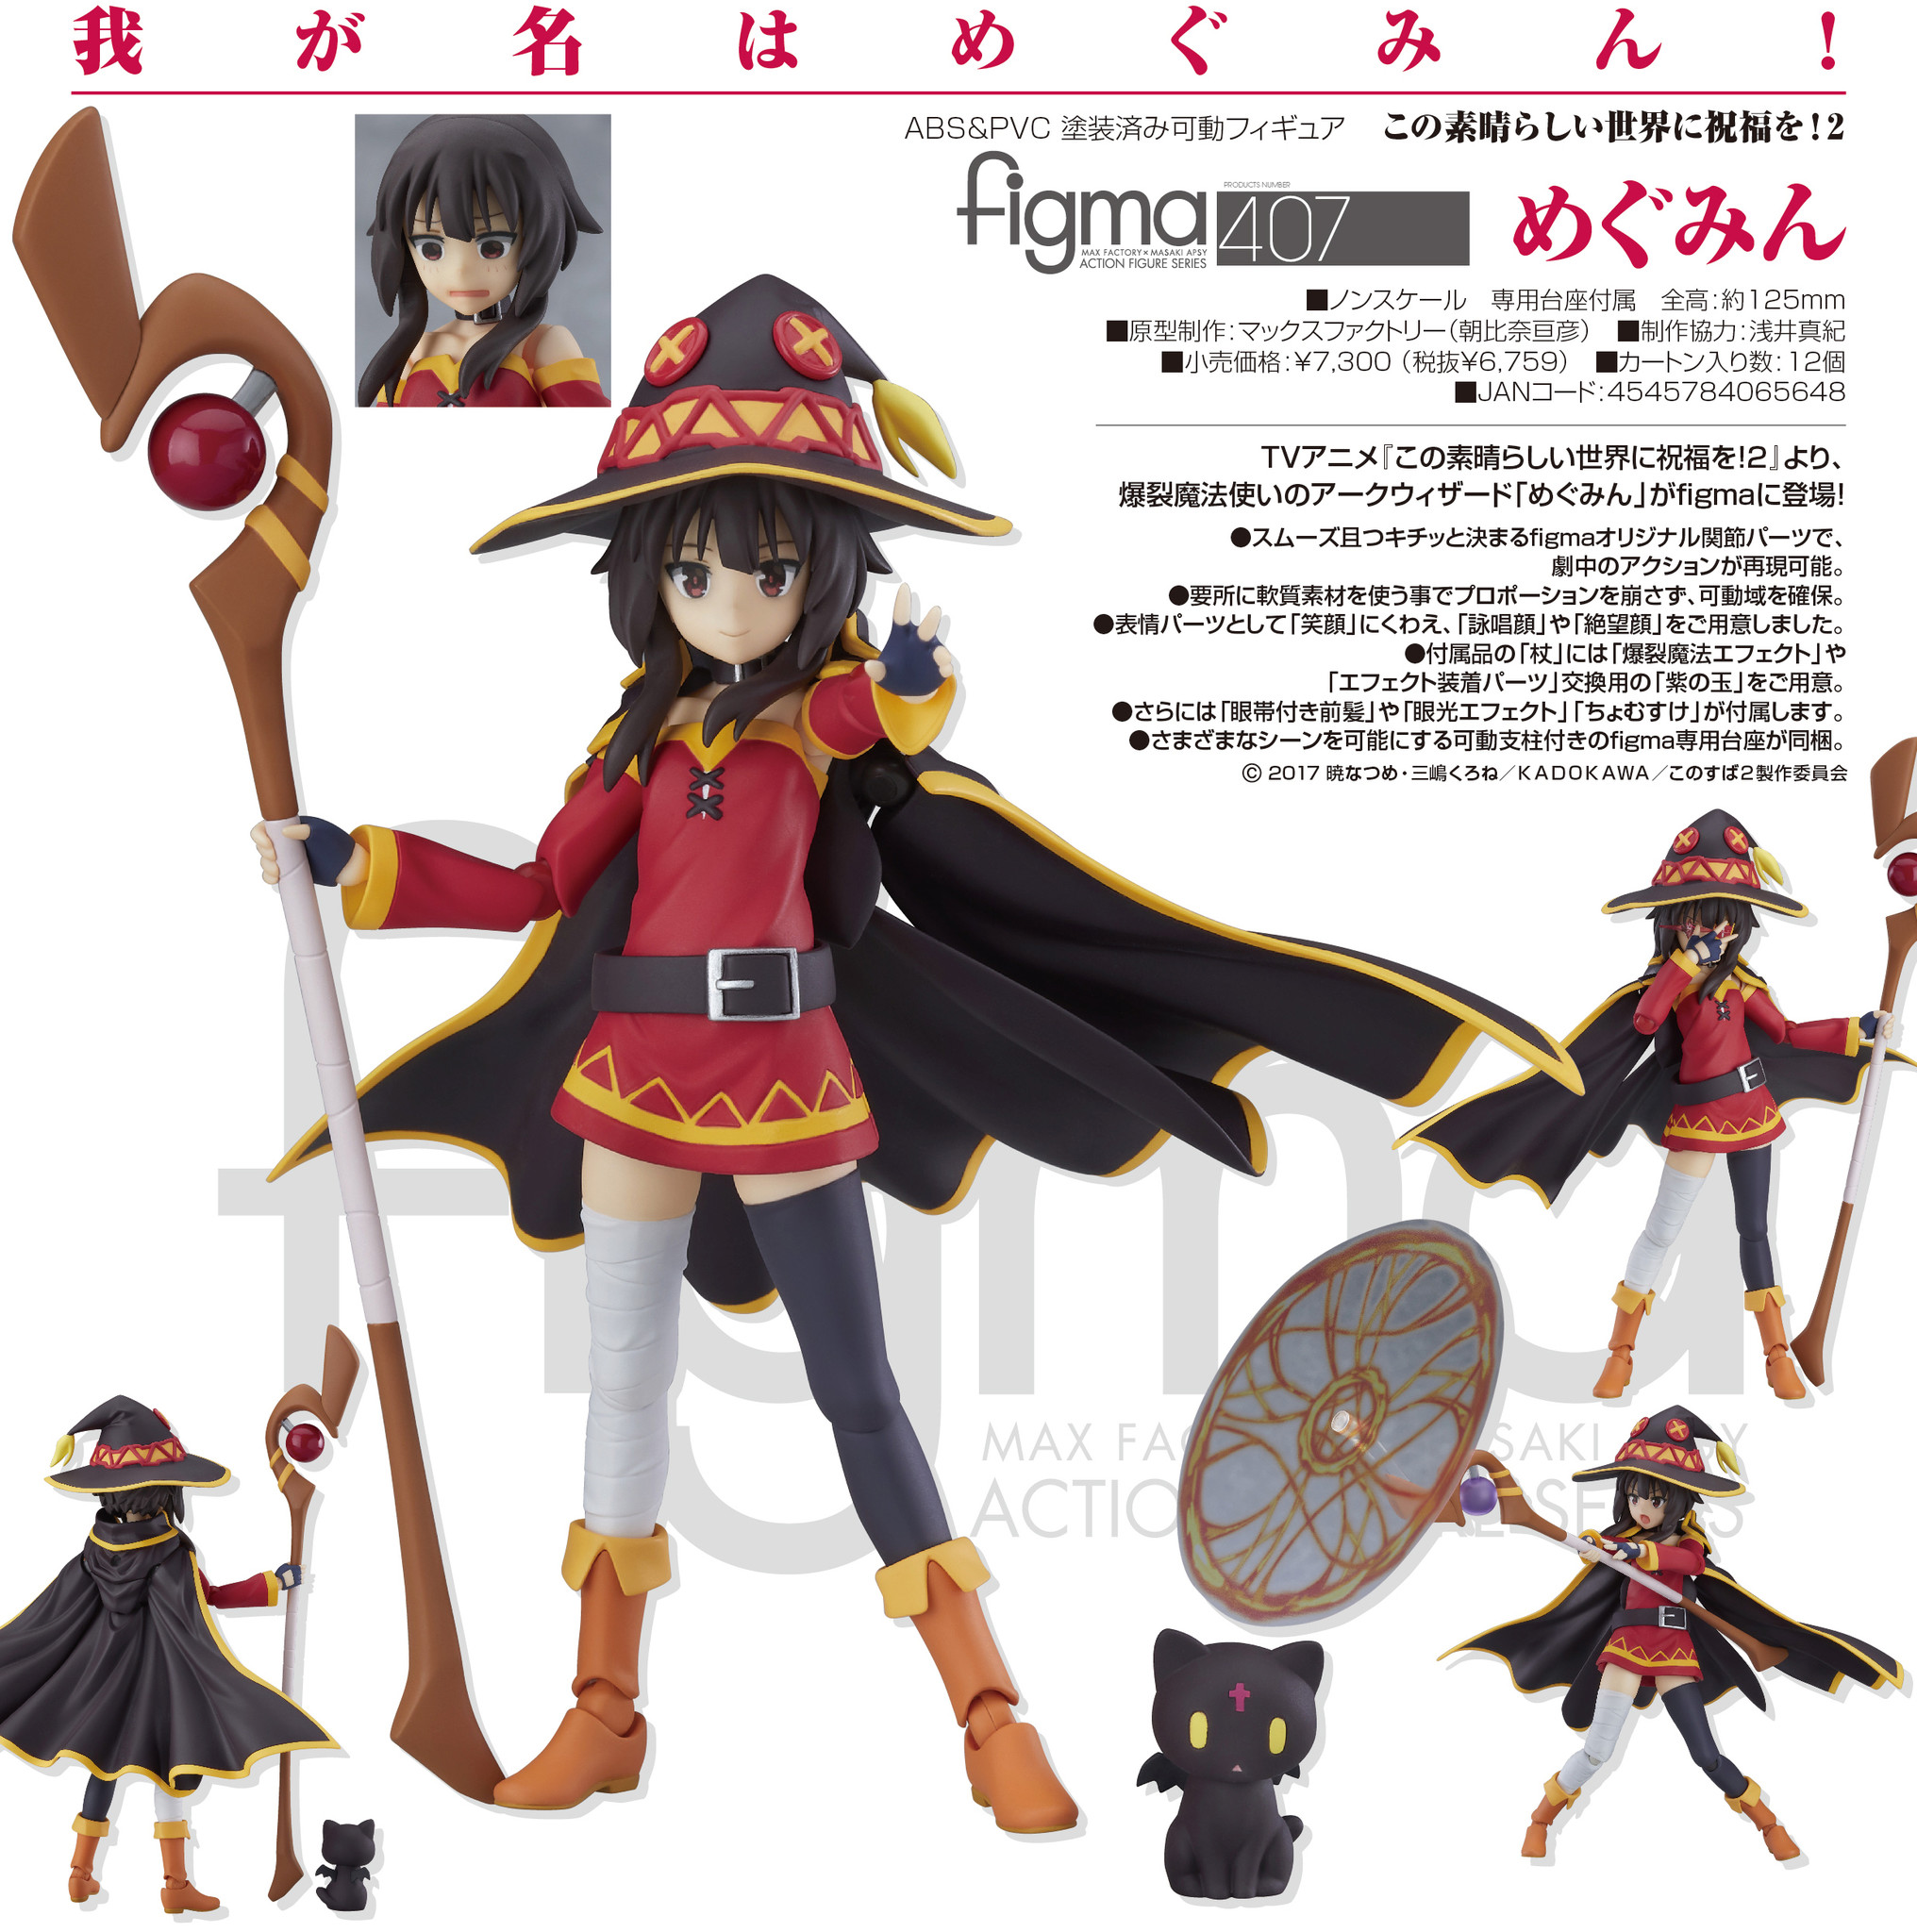 我が名はめぐみん！
ABS&PVC 塗装済み可動フィギュア この素晴らしい世界に祝福を！2
figma
MAX FACTORY×MASAKI APSY
ACTION FIGURE SERIES
PRODUCTS NUMBER
407
めぐみん
■ノンスケール 専用台座付属 全高：約125mm
■原型制作：マックスファクトリー（朝比奈亘彦） ■制作協力：浅井真紀
■小売価格：¥7,300（税抜¥6,759） ■カートン入り数：12個
■JANコード：4545784065648
TVアニメ『この素晴らしい世界に祝福を!2』より、
爆裂魔法使いのアークウィザード「めぐみん」がfigmaに登場！
●スムーズ且つキチッと決まるfigmaオリジナル関節パーツで、
劇中のアクションが再現可能。
●要所に軟質素材を使う事でプロポーションを崩さず、可動域を確保。
●表情パーツとして「笑顔」にくわえ、「詠唱顔」や「絶望顔」をご用意しました。
●付属品の「杖」には「爆裂魔法エフェクト」や
「エフェクト装着パーツ」交換用の「紫の玉」をご用意。
●さらには「眼帯付き前髪」や「眼光エフェクト」「ちょむすけ」が付属します。
●さまざまなシーンを可能にする可動支柱付きのfigma専用台座が同梱。
© 2017 暁なつめ・三嶋くろね／KADOKAWA／このすば2製作委員会
figma
MAX FAC SAKI APSY
ACTIO RE SERIES